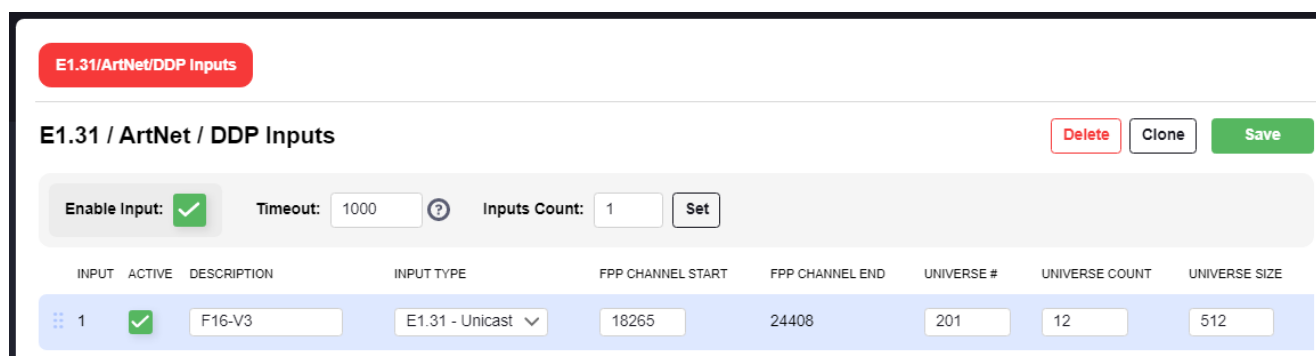 E1.31/ArtNet/DDP Inputs
E1.31 / ArtNet / DDP Inputs Delete Clone Save
Enable Input: Timeout: 1000 ? Inputs Count: 1 Set
INPUT ACTIVE DESCRIPTION INPUT TYPE FPP CHANNEL START FPP CHANNEL END UNIVERSE # UNIVERSE COUNT UNIVERSE SIZE
1 F16-V3 E1.31 - Unicast 18265 24408 201 12 512